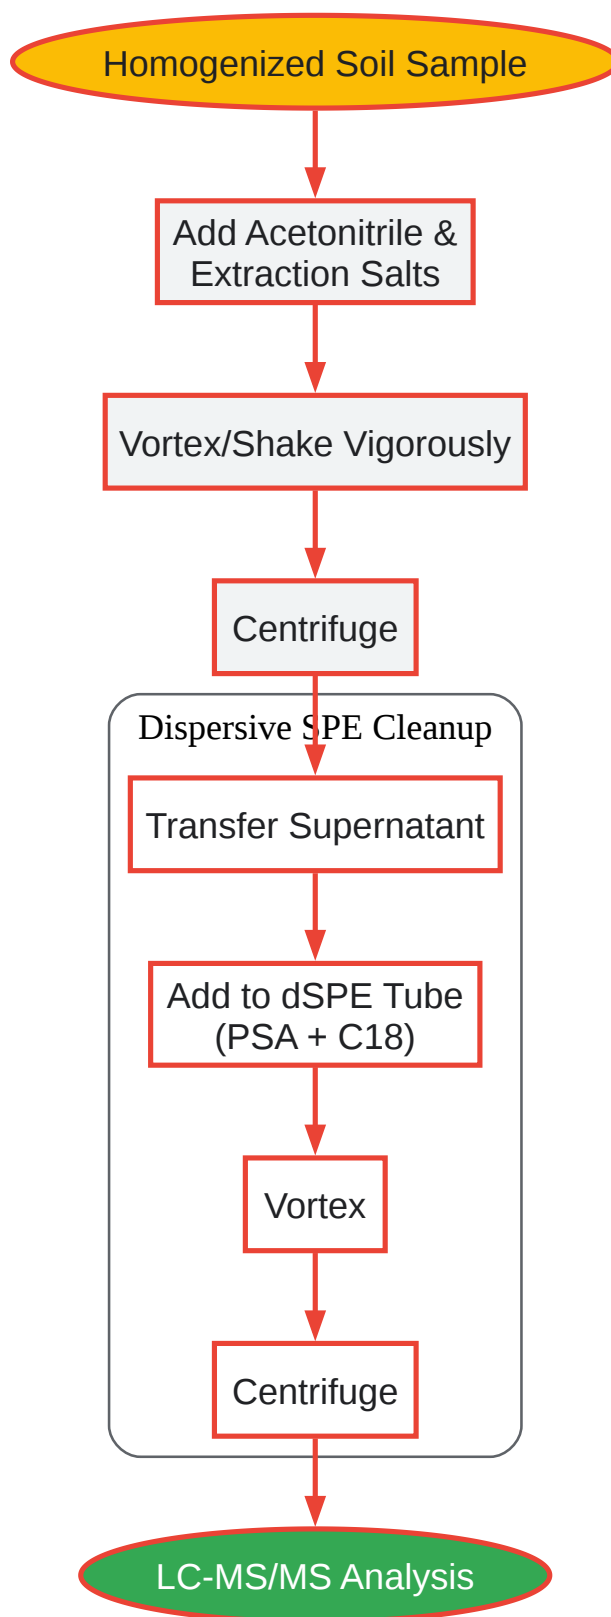 Homogenized Soil Sample
Add Acetonitrile &
Extraction Salts
Vortex/Shake Vigorously
Centrifuge
Dispersive SPE Cleanup
Transfer Supernatant
Add to dSPE Tube
(PSA + C18)
Vortex
Centrifuge
LC-MS/MS Analysis